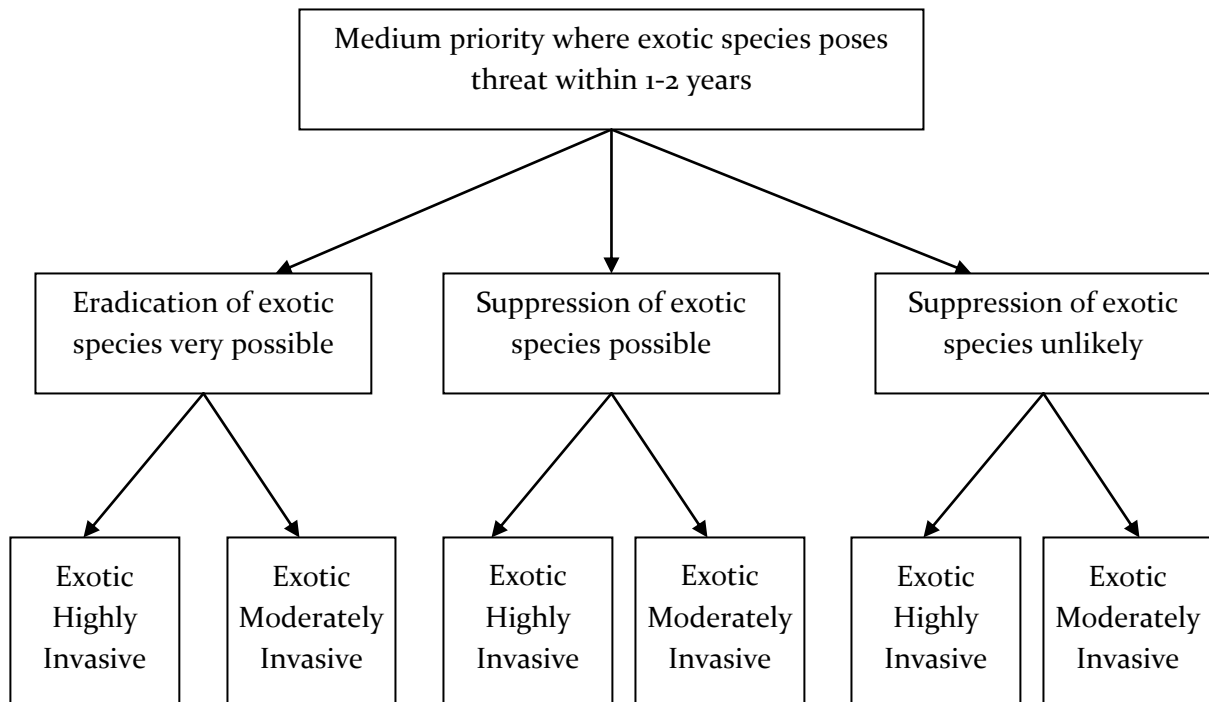 Medium priority where exotic species poses
threat within 1-2 years
Eradication of exotic
species very possible
Suppression of exotic
species possible
Suppression of exotic
species unlikely
Exotic
Highly
Invasive
Exotic
Moderately
Invasive
Exotic
Highly
Invasive
Exotic
Moderately
Invasive
Exotic
Highly
Invasive
Exotic
Moderately
Invasive